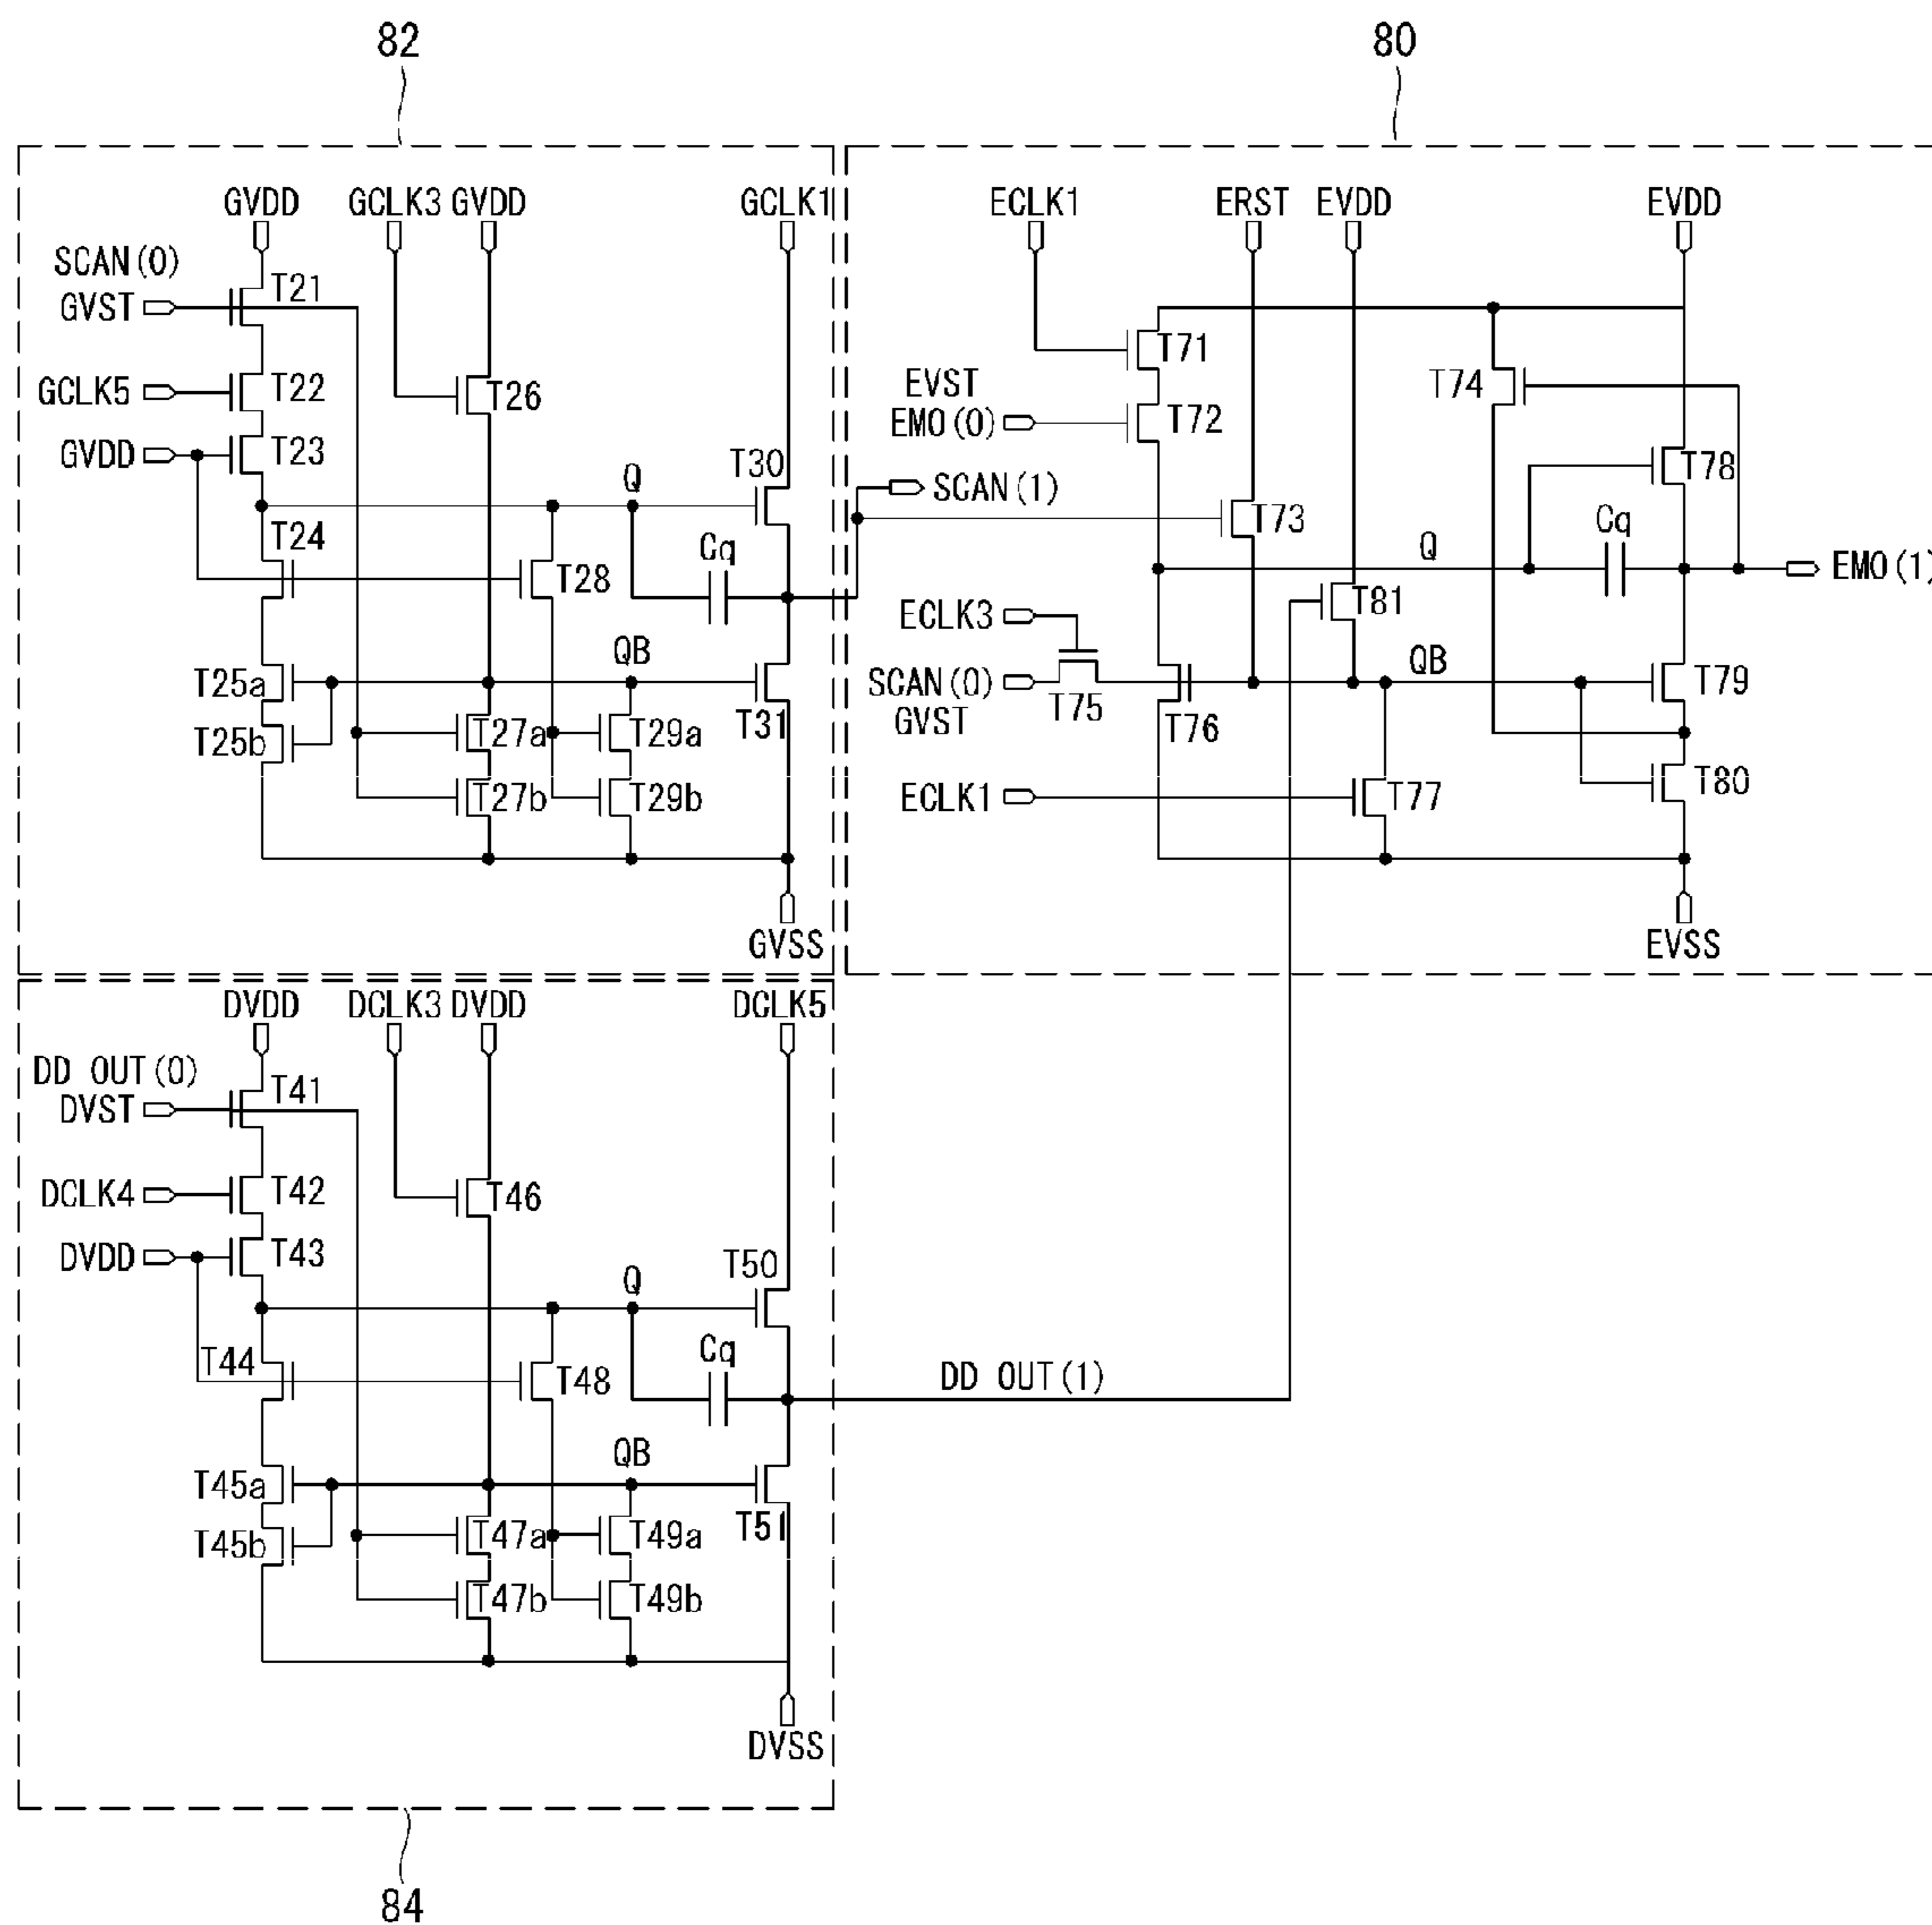 82
80
GVDD
GCLK3
GVDD
GCLK1
SCAN(0)
GVST
T21
GCLK5
T22
T26
GVDD
T23
T30
Q
T24
Cq
T28
QB
T25a
T25b
T27a
T29a
T31
T27b
T29b
GVSS
ECLK1
ERST
EVDD
EVDD
T71
EVST
EMO(0)
T72
T74
SCAN(1)
T78
T73
Cq
Q
EMO(1)
ECLK3
T81
SCAN(0)
GVST
T75
T76
QB
T79
ECLK1
T77
T80
EVSS
DVDD
DCLK3
DVDD
DCLK5
DD OUT(0)
DVST
T41
DCLK4
T42
T46
DVDD
T43
T50
Q
T44
Cq
T48
DD OUT(1)
QB
T45a
T45b
T47a
T49a
T51
T47b
T49b
DVSS
84